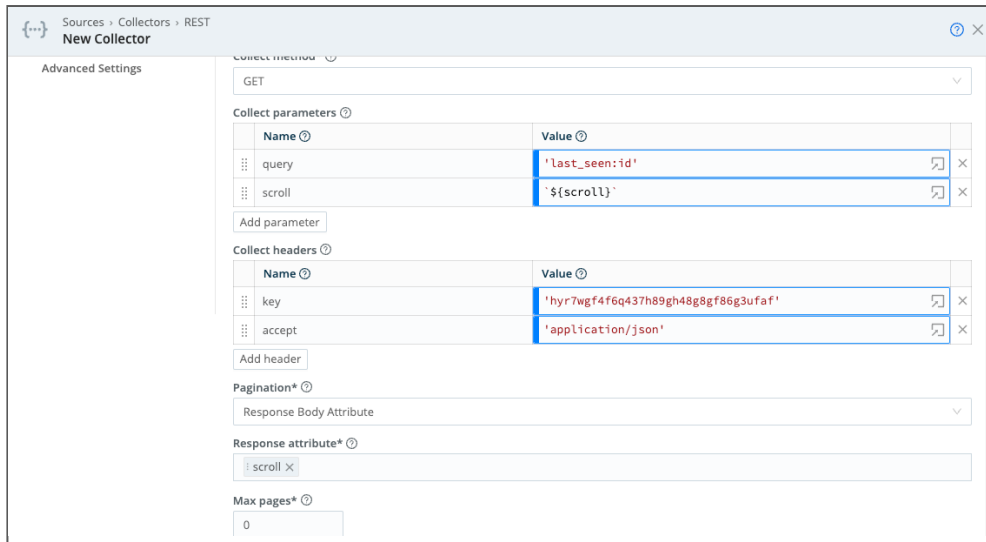 Sources › Collectors › REST
New Collector
Advanced Settings
Collect method
GET
Collect parameters
Name Value
query 'last_seen:id'
scroll `${scroll}`
Add parameter
Collect headers
Name Value
key 'hyr7wgf4f6q437h89gh48g8gf86g3ufaf'
accept 'application/json'
Add header
Pagination*
Response Body Attribute
Response attribute*
scroll
Max pages*
0